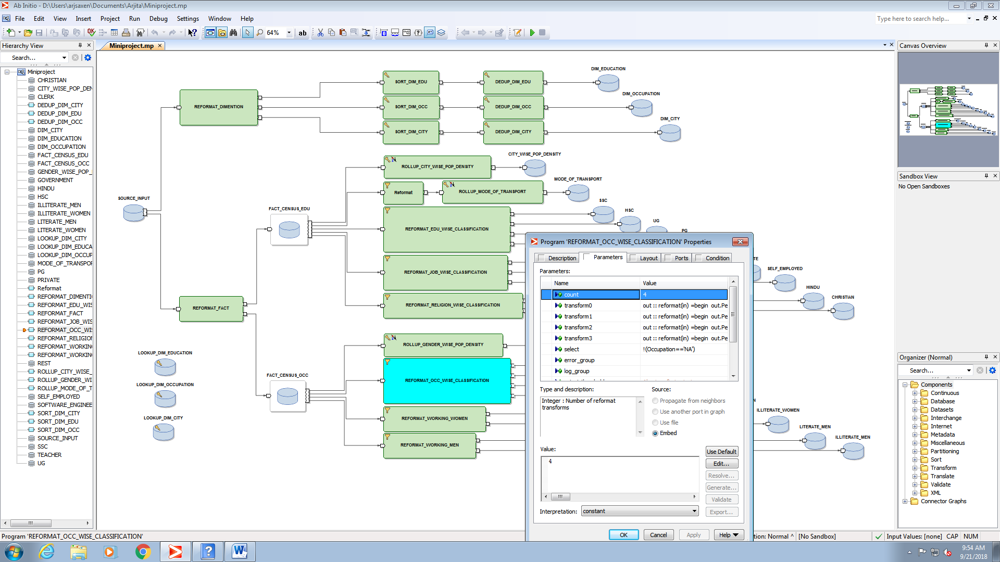 Ab Initio - D:\Users\arjsaxen\Documents\Arjita\Miniproject.mp
File Edit View Insert Project Run Debug Settings Window Help
Type here to search help...
64%
ab
Hierarchy View
Search...
Miniproject
CHRISTIAN
CITY_WISE_POP_DEN
CLERK
DEDUP_DIM_CITY
DEDUP_DIM_EDU
DEDUP_DIM_OCC
DIM_CITY
DIM_EDUCATION
DIM_OCCUPATION
FACT_CENSUS_EDU
FACT_CENSUS_OCC
GENDER_WISE_POP_
GOVERNMENT
HINDU
HSC
ILLITERATE_MEN
ILLITERATE_WOMEN
LITERATE_MEN
LITERATE_WOMEN
LOOKUP_DIM_CITY
LOOKUP_DIM_EDUCA
LOOKUP_DIM_OCCUP
MODE_OF_TRANSPOR
PG
PRIVATE
Reformat
REFORMAT_DIMENTI
REFORMAT_EDU_WIS
REFORMAT_FACT
REFORMAT_JOB_WIS
REFORMAT_OCC_WIS
REFORMAT_RELIGION
REFORMAT_WORKIN
REFORMAT_WORKIN
REST
ROLLUP_CITY_WISE_
ROLLUP_GENDER_WI
ROLLUP_MODE_OF_T
SELF_EMPLOYED
SOFTWARE_ENGINEE
SORT_DIM_CITY
SORT_DIM_EDU
SORT_DIM_OCC
SOURCE_INPUT
SSC
TEACHER
UG
Miniproject.mp
REFORMAT_DIMENTION
SORT_DIM_EDU
DEDUP_DIM_EDU
DIM_EDUCATION
SORT_DIM_OCC
DEDUP_DIM_OCC
DIM_OCCUPATION
SORT_DIM_CITY
DEDUP_DIM_CITY
DIM_CITY
ROLLUP_CITY_WISE_POP_DENSITY
CITY_WISE_POP_DENSITY
Reformat
ROLLUP_MODE_OF_TRANSPORT
MODE_OF_TRANSPORT
SOURCE_INPUT
FACT_CENSUS_EDU
REFORMAT_EDU_WISE_CLASSIFICATION
SSC
HSC
UG
PG
REFORMAT_JOB_WISE_CLASSIFICATION
TE
SELF_EMPLOYED
REFORMAT_RELIGION_WISE_CLASSIFICATION
HINDU
CHRISTIAN
REFORMAT_FACT
ROLLUP_GENDER_WISE_POP_DENSITY
LOOKUP_DIM_EDUCATION
FACT_CENSUS_OCC
REFORMAT_OCC_WISE_CLASSIFICATION
LOOKUP_DIM_OCCUPATION
N
REFORMAT_WORKING_WOMEN
ILLITERATE_WOMEN
LOOKUP_DIM_CITY
REFORMAT_WORKING_MEN
LITERATE_MEN
ILLITERATE_MEN
Program 'REFORMAT_OCC_WISE_CLASSIFICATION' Properties
Description Parameters Layout Ports Condition
Parameters:
Name Value
count 4
transform0 out :: reformat(in) =begin out.Pe
transform1 out :: reformat(in) =begin out.Pe
transform2 out :: reformat(in) =begin out.Pe
transform3 out :: reformat(in) =begin out.Pe
select !(Occupation=='NA')
error_group
log_group
Type and description:
Integer : Number of reformat
transforms
Source:
Propagate from neighbors
Use another port in graph
Use file
Embed
Value:
4
Use Default
Edit...
Resolve...
Generate...
Validate
Export...
Interpretation: constant
OK Cancel Apply Help
Canvas Overview
Sandbox View
No Open Sandboxes
Organizer (Normal)
Search...
Components
Continuous
Database
Datasets
Interchange
Internet
Metadata
Miscellaneous
Partitioning
Sort
Transform
Translate
Validate
XML
Connector Graphs
Program 'REFORMAT_OCC_WISE_CLASSIFICATION'
tion: Normal ^ [No Sandbox] Input Values: [none] CAP NUM
9:54 AM
9/21/2018